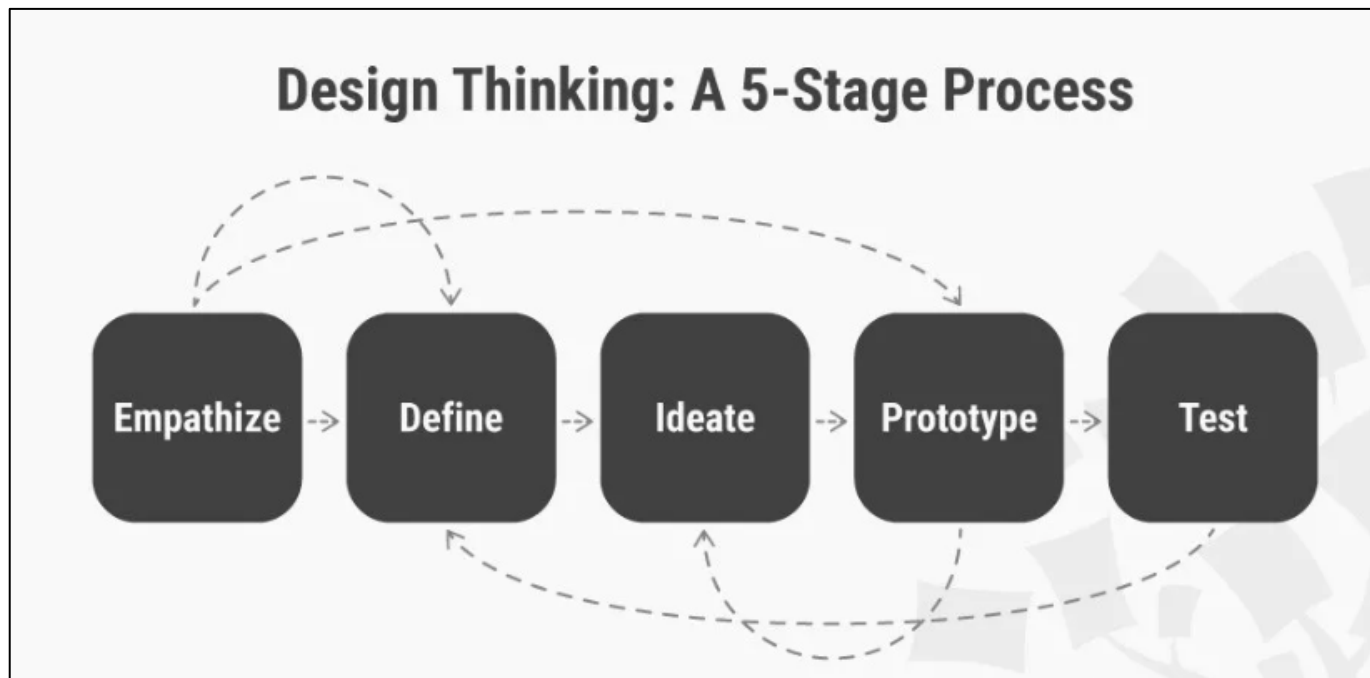 Design Thinking: A 5-Stage Process
Empathize
Define
Ideate
Prototype
Test